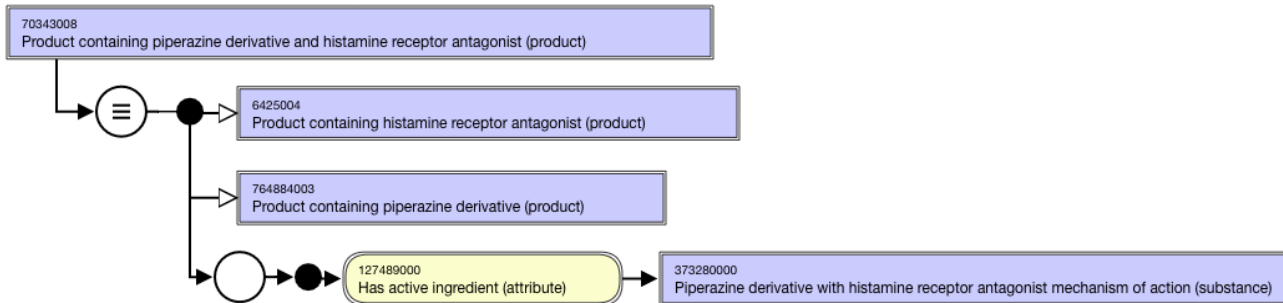 70343008
Product containing piperazine derivative and histamine receptor antagonist (product)
6425004
Product containing histamine receptor antagonist (product)
764884003
Product containing piperazine derivative (product)
127489000
Has active ingredient (attribute)
373280000
Piperazine derivative with histamine receptor antagonist mechanism of action (substance)